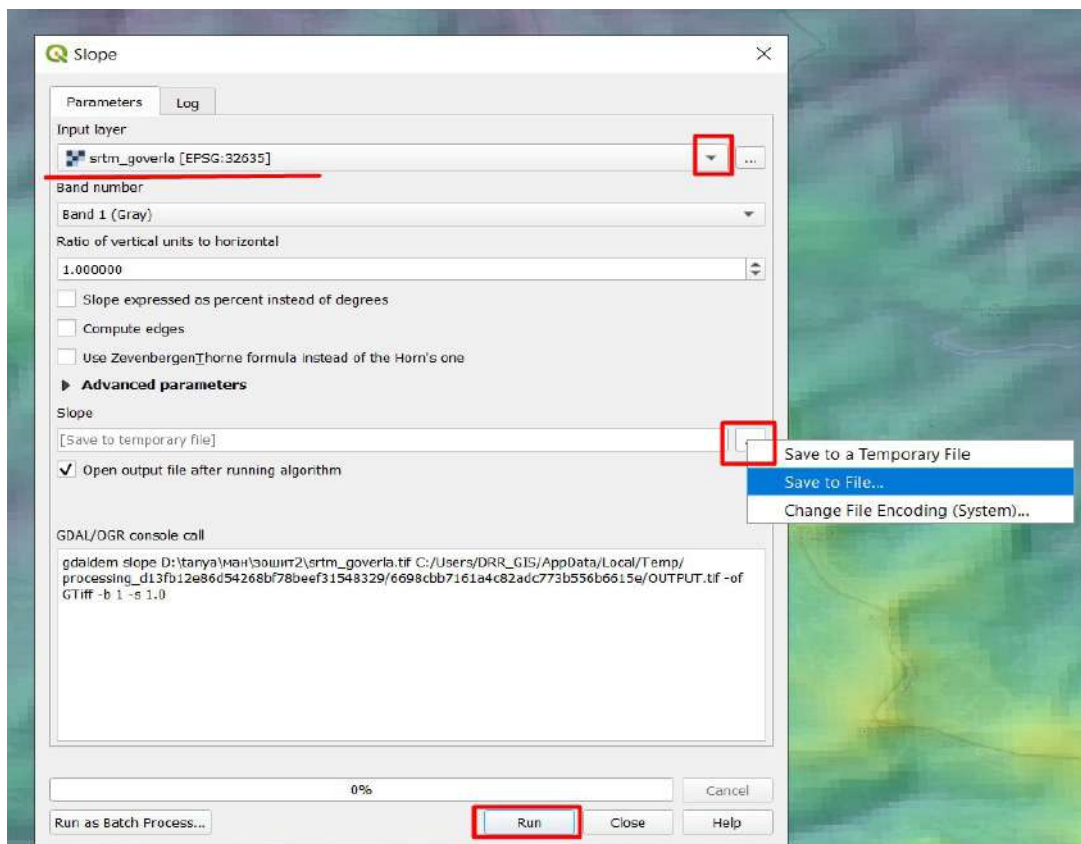 Slope
Parameters Log
Input layer
srtm_goverla [EPSG:32635]
...
Band number
Band 1 (Gray)
Ratio of vertical units to horizontal
1.000000
Slope expressed as percent instead of degrees
Compute edges
Use ZevenbergenThorne formula instead of the Horn's one
Advanced parameters
Slope
[Save to temporary file]
Save to a Temporary File
Open output file after running algorithm
Save to File...
Change File Encoding (System)...
GDAL/OGR console call
gdaldem slope D:\tanya\ман\зошит2\srtm_goverla.tif C:/Users/DRR_GIS/AppData/Local/Temp/
processing_d13fb12e86d54268bf78beef31548329/6698cbb7161a4c82adc773b556b6615e/OUTPUT.tif -of
GTiff -b 1 -s 1.0
0%
Cancel
Run as Batch Process... Run Close Help